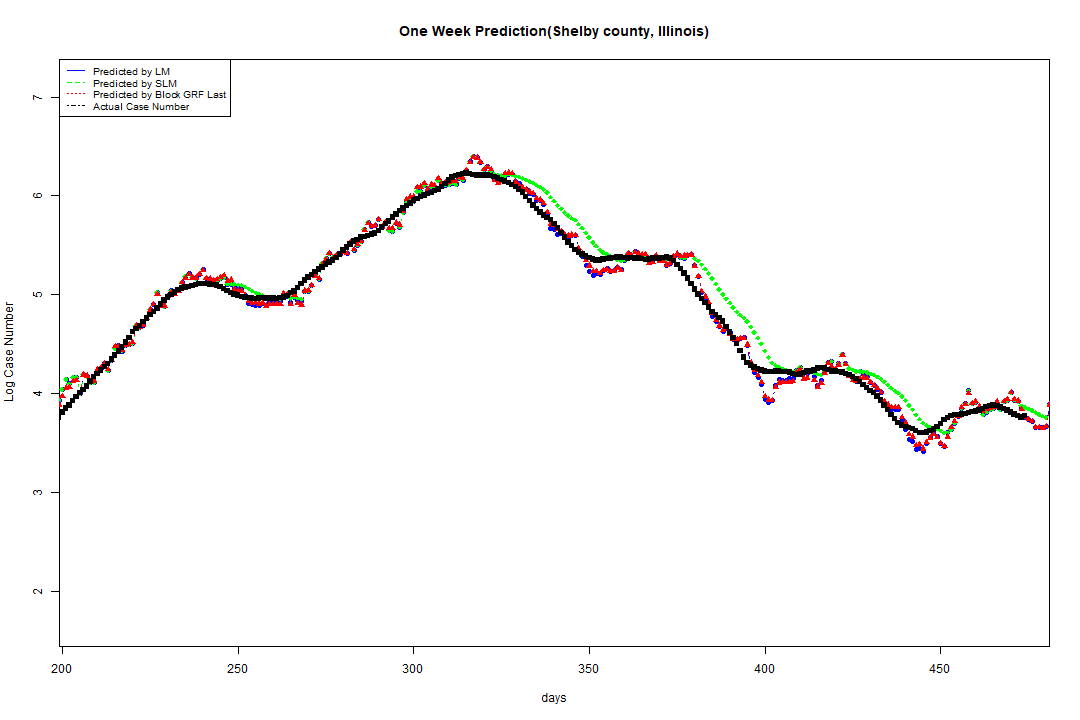 One Week Prediction(Shelby county, Illinois)
Predicted by LM
Predicted by SLM
Predicted by Block GRF Last
Actual Case Number
7
6
5
4
3
2
Log Case Number
200 250 300 350 400 450
days